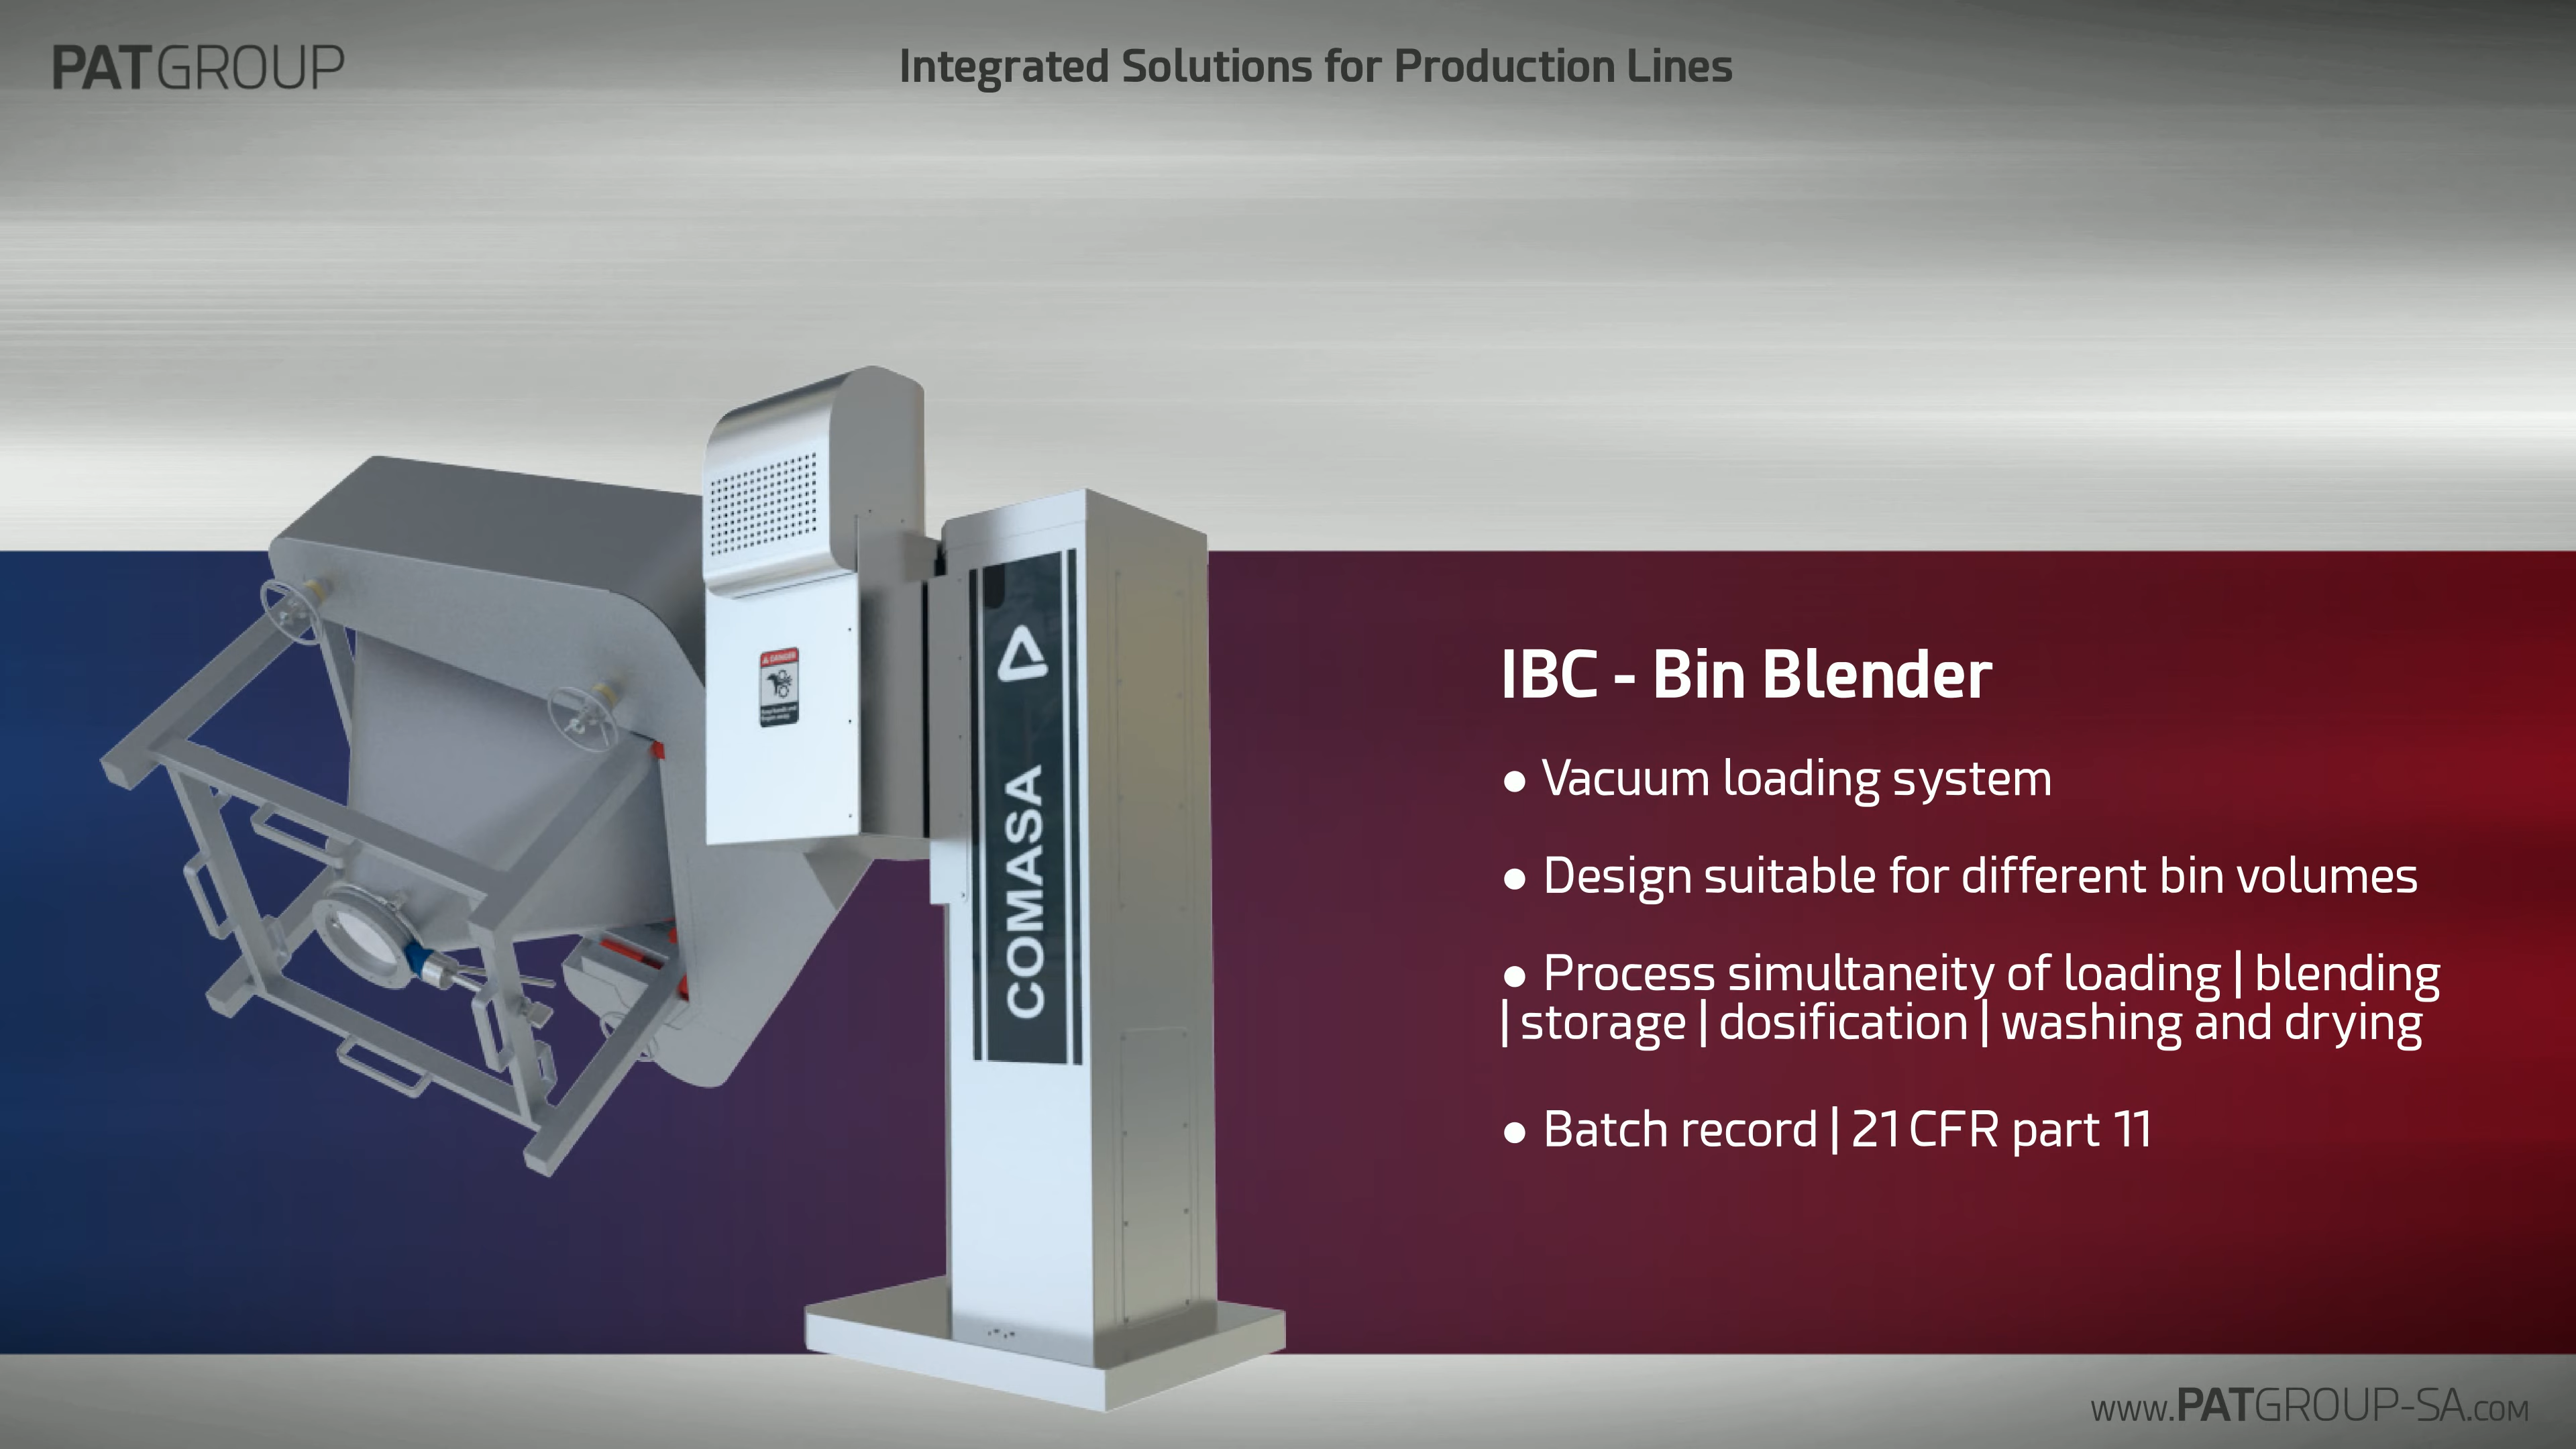 PATGROUP
Integrated Solutions for Production Lines
DANGER
COMASA
IBC - Bin Blender
● Vacuum loading system
● Design suitable for different bin volumes
● Process simultaneity of loading | blending
| storage | dosification | washing and drying
● Batch record | 21 CFR part 11
www.PATGROUP-SA.COM